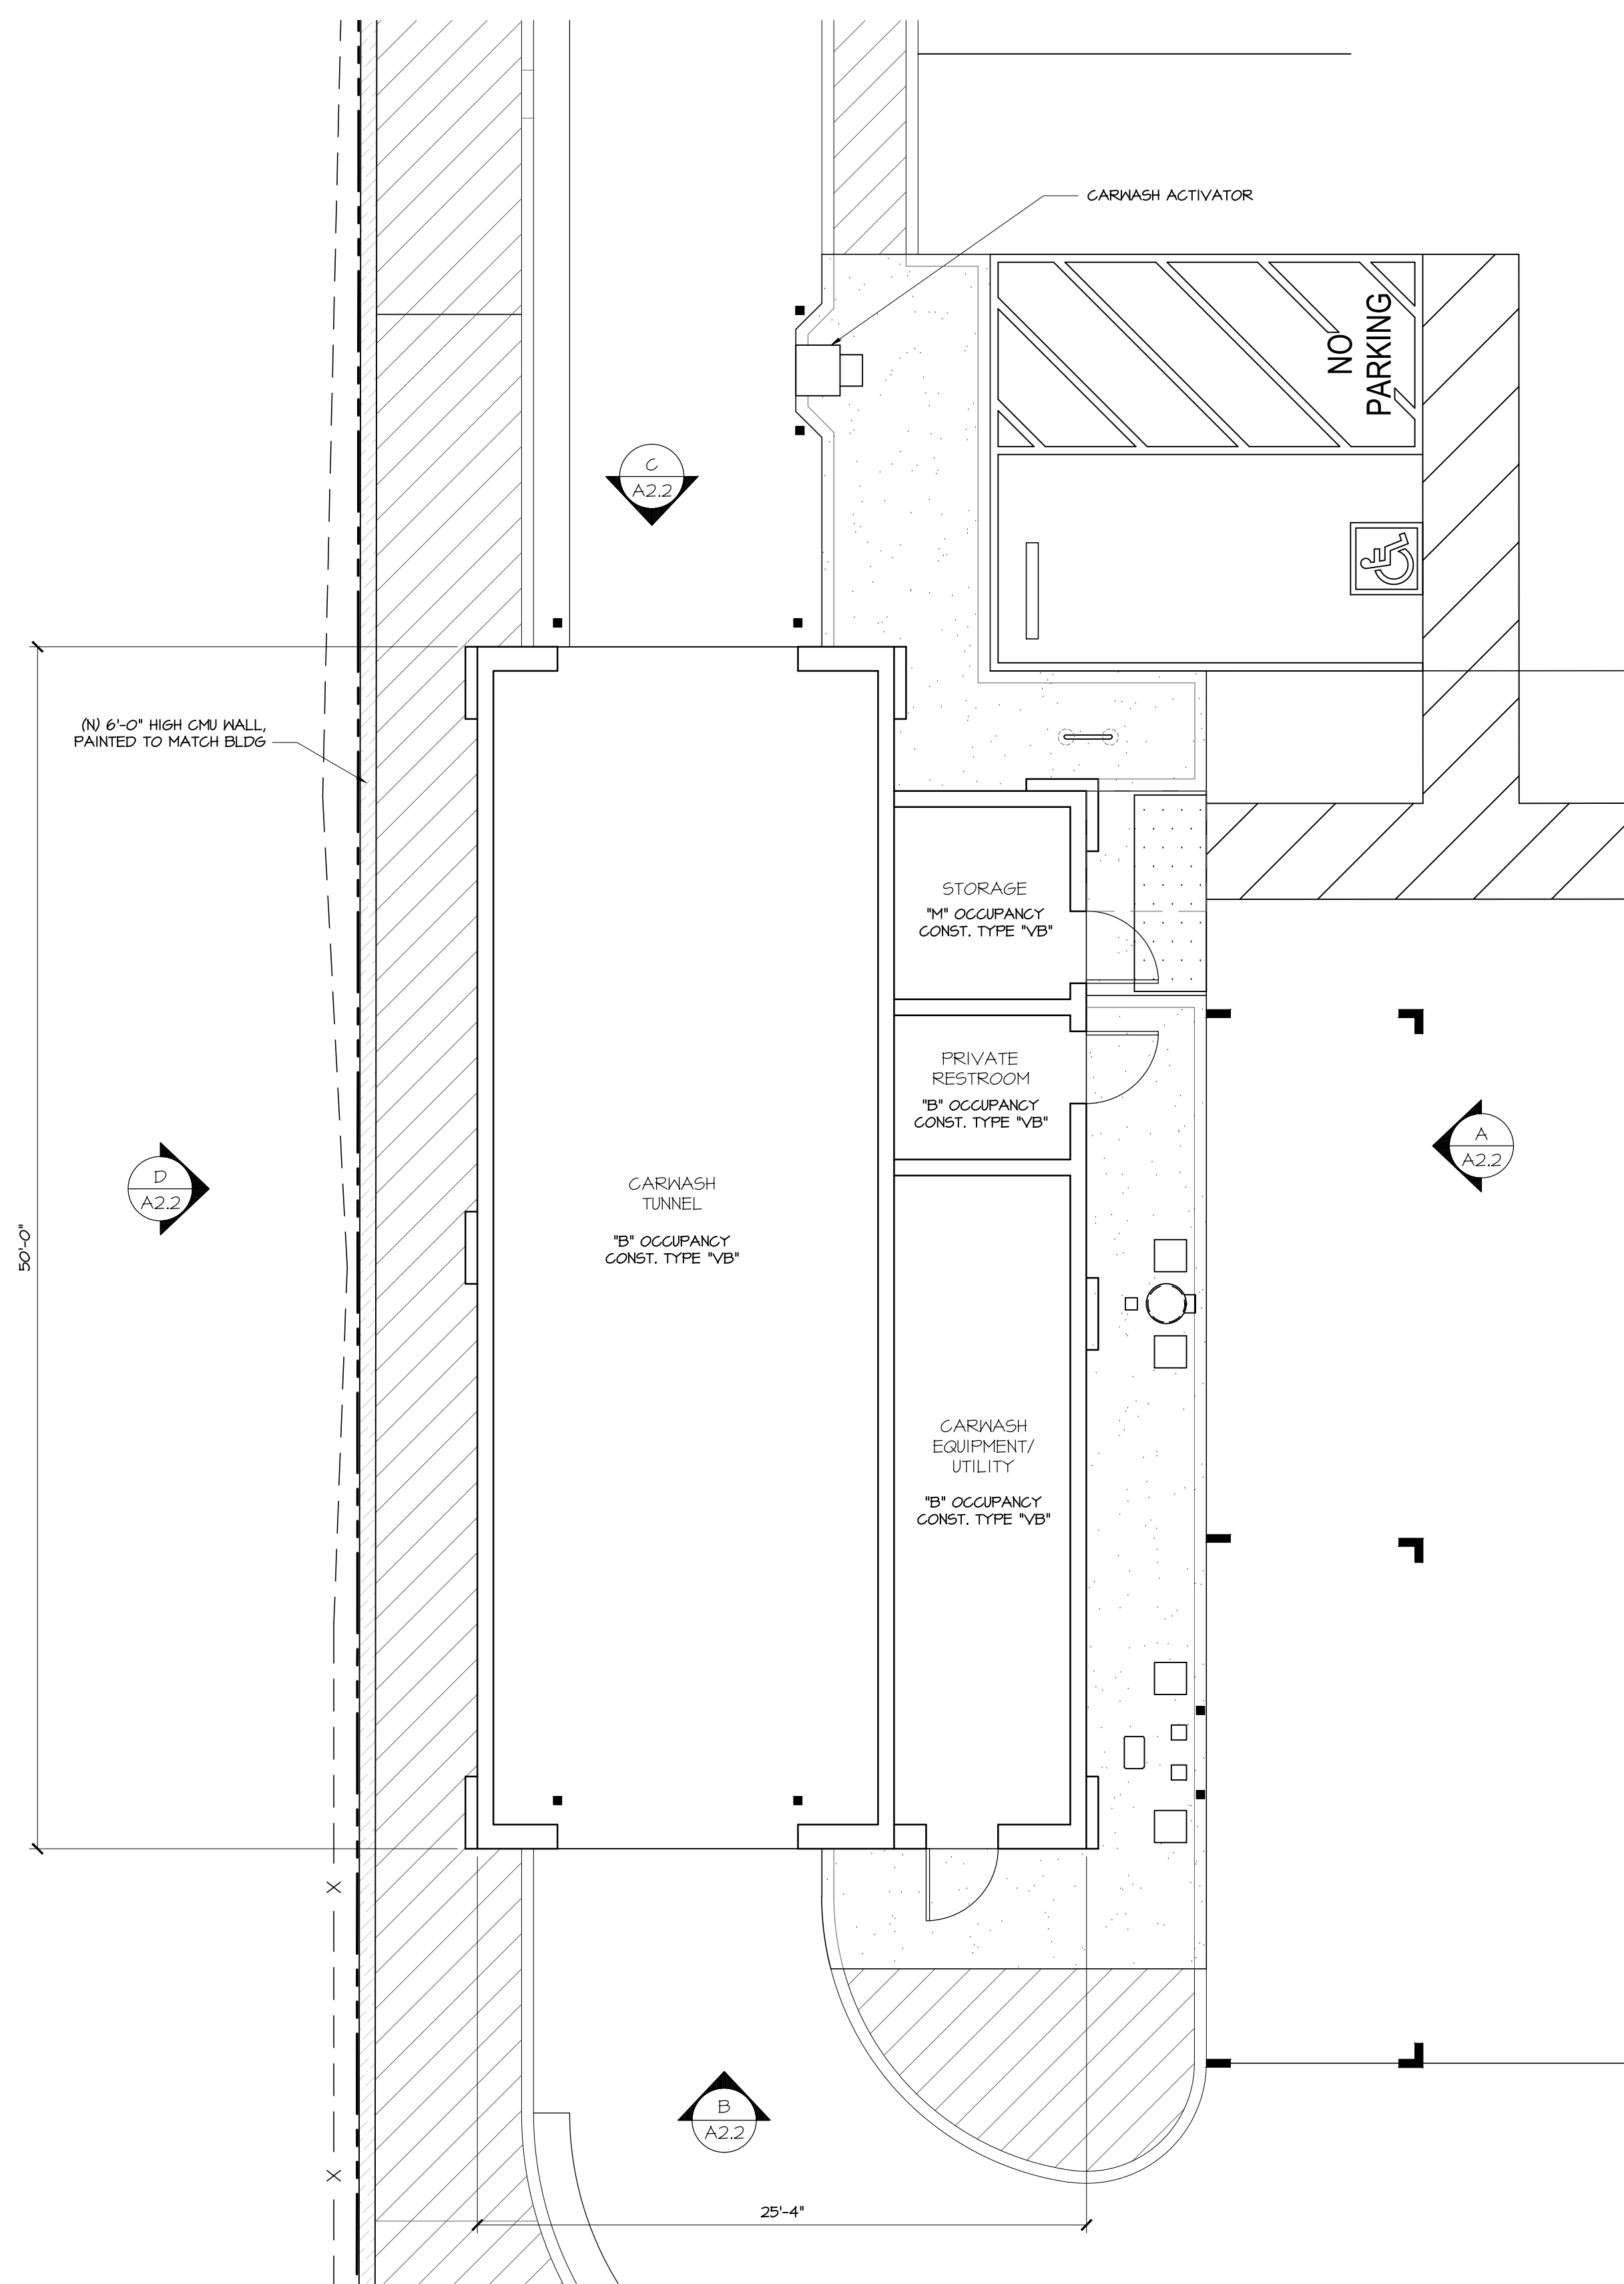 CARWASH ACTIVATOR
NO
PARKING
C
A2.2
(N) 6'-0" HIGH CMU WALL,
PAINTED TO MATCH BLDG
STORAGE
"M" OCCUPANCY
CONST. TYPE "VB"
PRIVATE
RESTROOM
"B" OCCUPANCY
CONST. TYPE "VB"
A
A2.2
D
A2.2
CARWASH
TUNNEL
"B" OCCUPANCY
CONST. TYPE "VB"
50'-0"
CARWASH
EQUIPMENT/
UTILITY
"B" OCCUPANCY
CONST. TYPE "VB"
X
B
A2.2
X
25'-4"